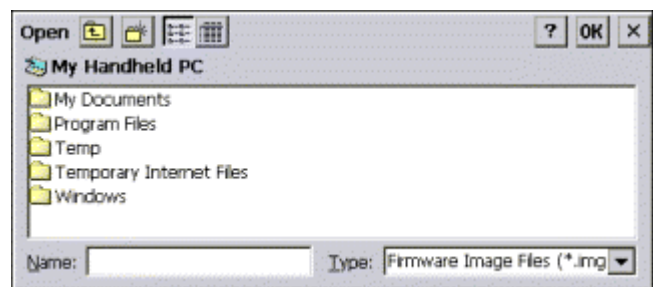 Open ? OK ×
My Handheld PC
My Documents
Program Files
Temp
Temporary Internet Files
Windows
Name: Type: Firmware Image Files (*.img